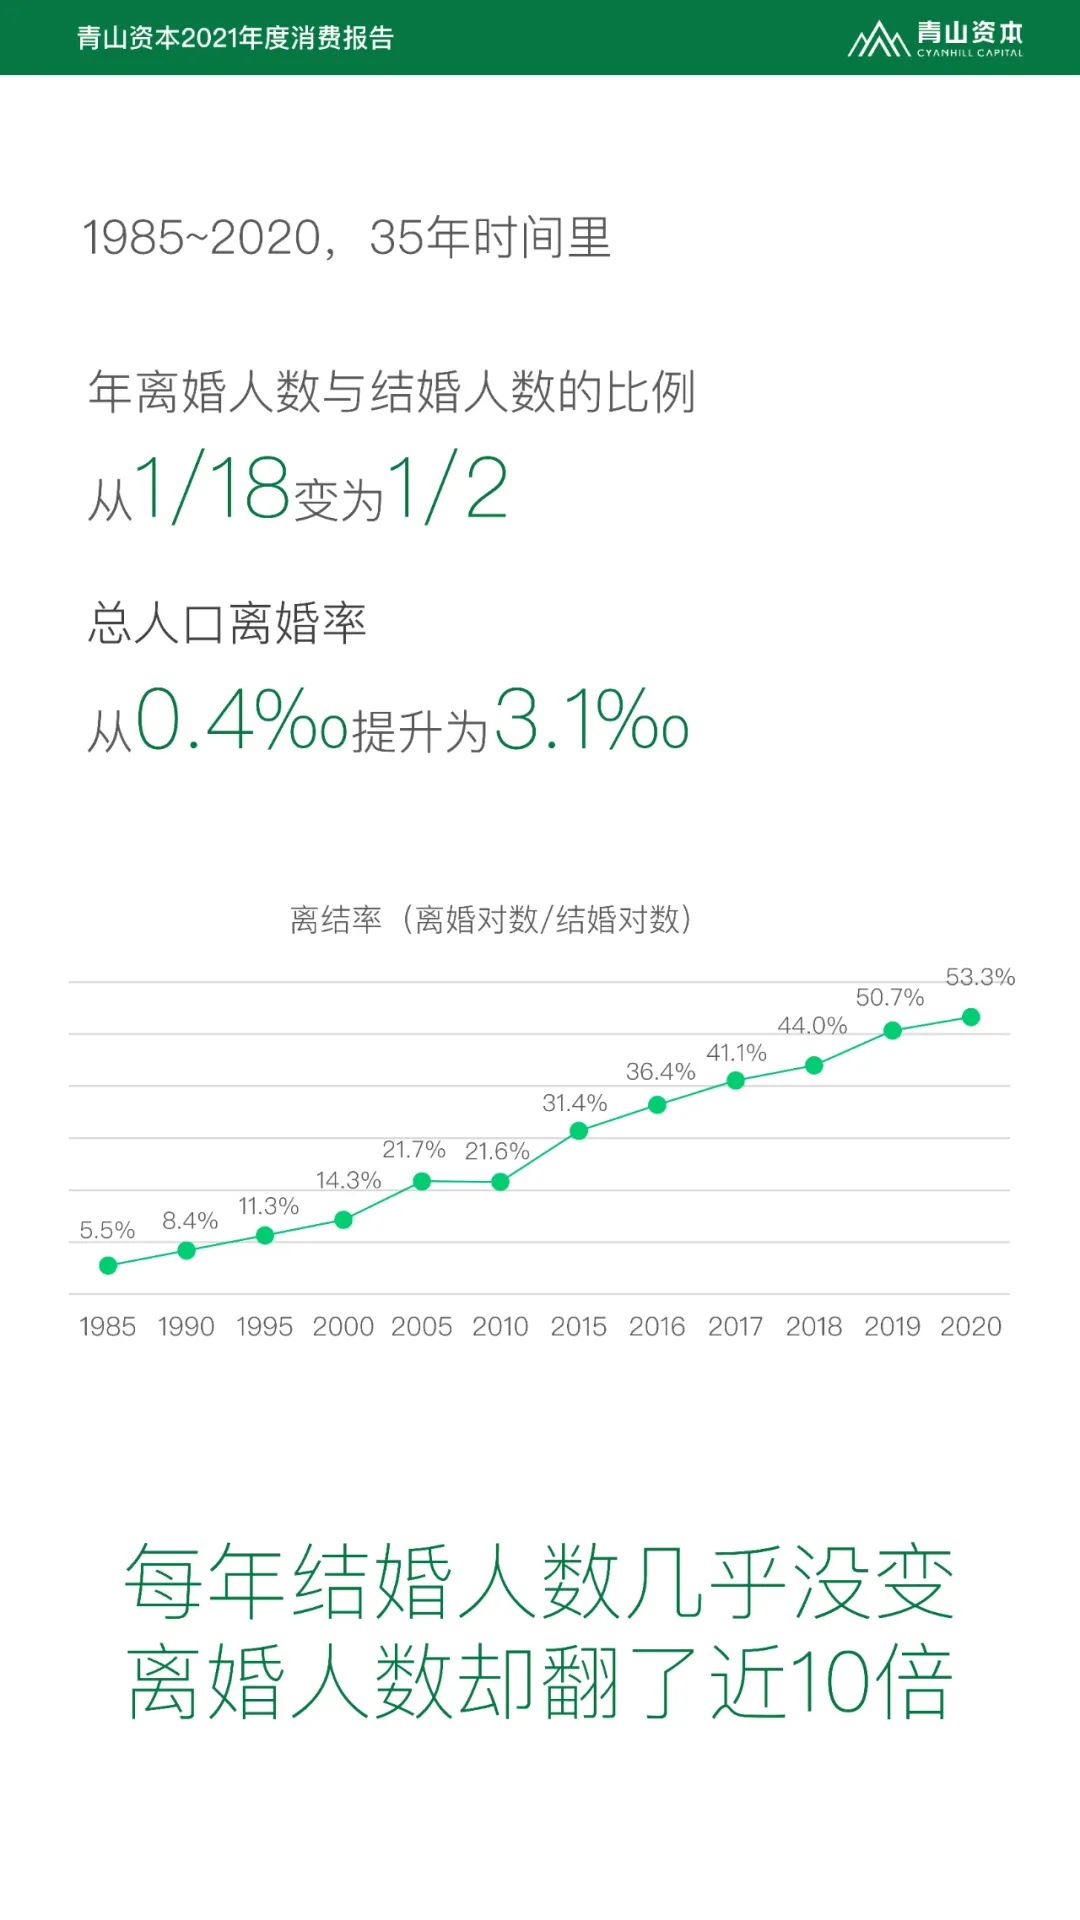 青山资本2021年度消费报告
青山资本
CYANHILL CAPITAL
1985~2020，35年时间里
年离婚人数与结婚人数的比例
从1/18变为1/2
总人口离婚率
从0.4‰提升为3.1‰
离结率（离婚对数/结婚对数）
5.5% 8.4% 11.3% 14.3% 21.7% 21.6% 31.4% 36.4% 41.1% 44.0% 50.7% 53.3%
1985 1990 1995 2000 2005 2010 2015 2016 2017 2018 2019 2020
每年结婚人数几乎没变
离婚人数却翻了近10倍